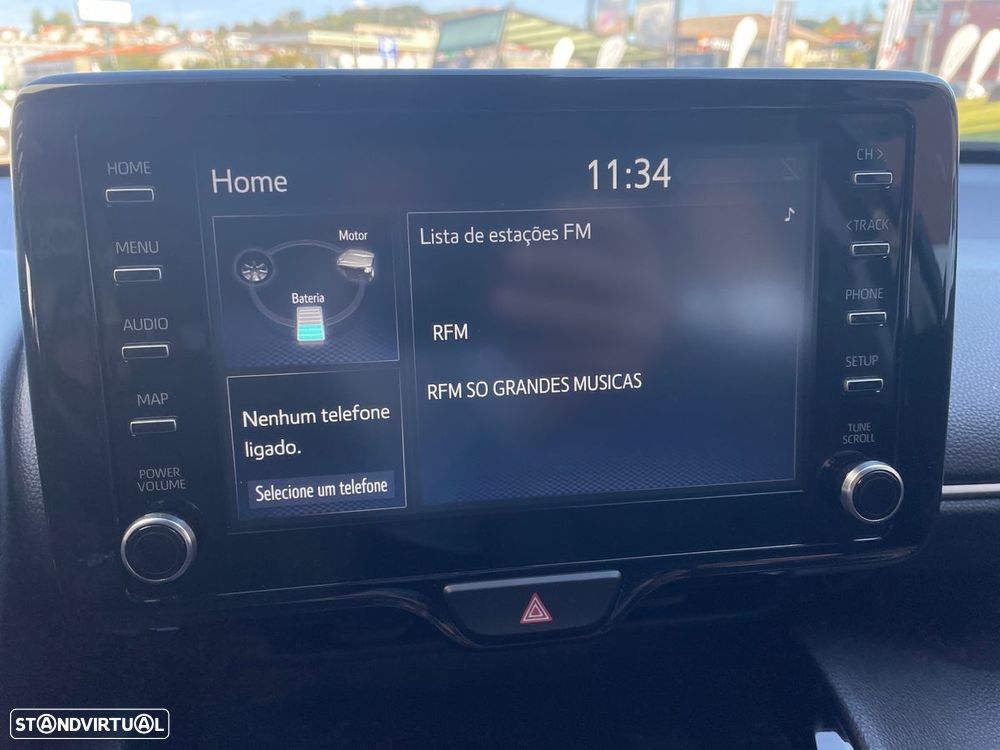 HOME
MENU
AUDIO
MAP
POWER
VOLUME
Home
11:34
Motor
Bateria
Nenhum telefone
ligado.
Selecione um telefone
Lista de estações FM
RFM
RFM SO GRANDES MUSICAS
CH >
< TRACK
PHONE
SETUP
TUNE
SCROLL
STANDVIRTUAL